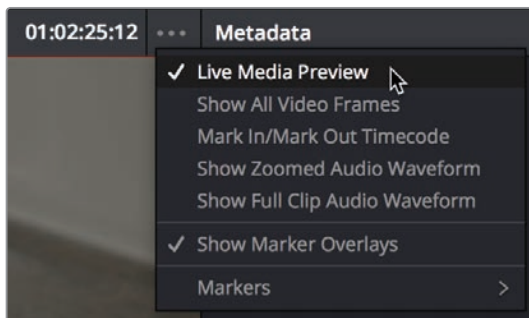 01:02:25:12 ••• Metadata
✓ Live Media Preview
Show All Video Frames
Mark In/Mark Out Timecode
Show Zoomed Audio Waveform
Show Full Clip Audio Waveform
✓ Show Marker Overlays
Markers >